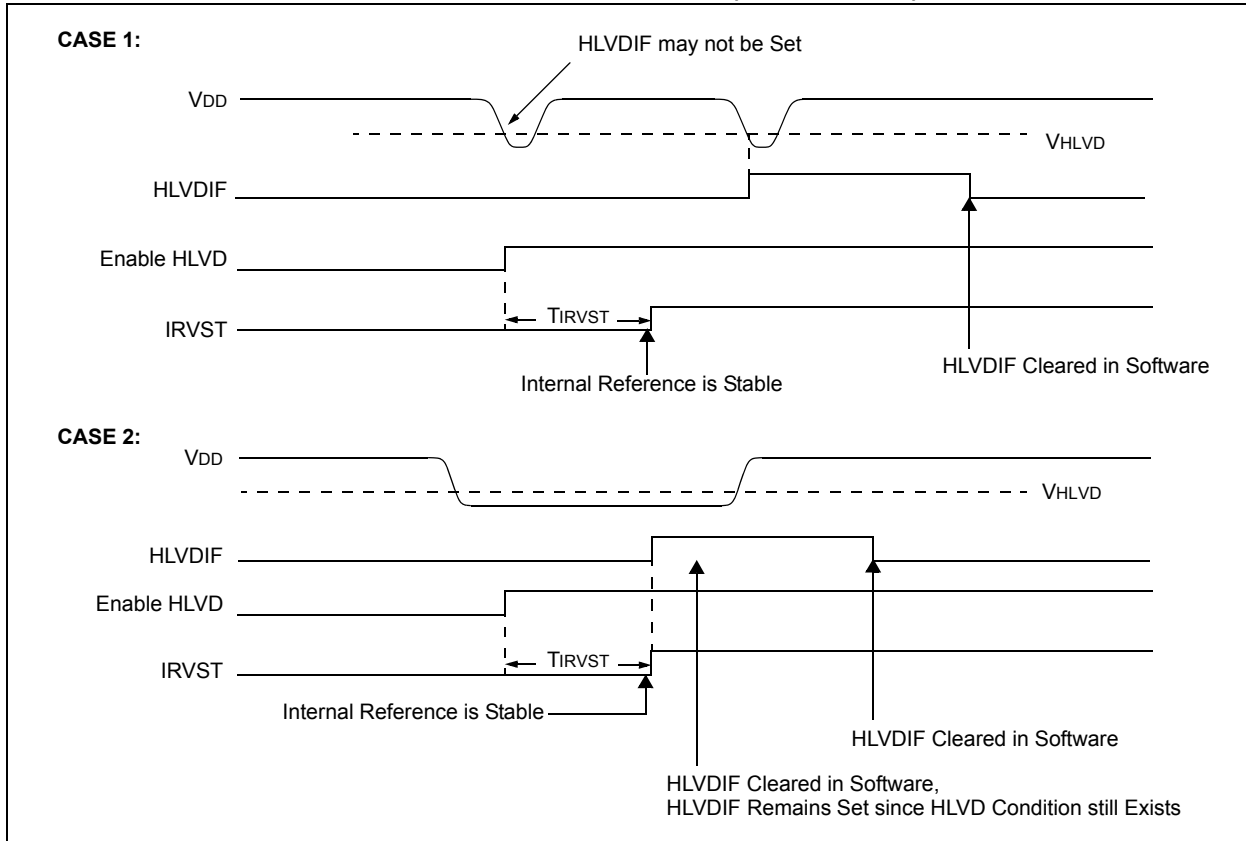 CASE 1:
HLVDIF may not be Set
VDD
VHLVD
HLVDIF
Enable HLVD
TIRVST
IRVST
HLVDIF Cleared in Software
Internal Reference is Stable
CASE 2:
VDD
VHLVD
HLVDIF
Enable HLVD
TIRVST
IRVST
Internal Reference is Stable
HLVDIF Cleared in Software
HLVDIF Cleared in Software,
HLVDIF Remains Set since HLVD Condition still Exists